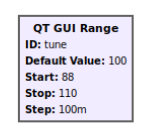 QT GUI Range
ID: tune
Default Value: 100
Start: 88
Stop: 110
Step: 100m